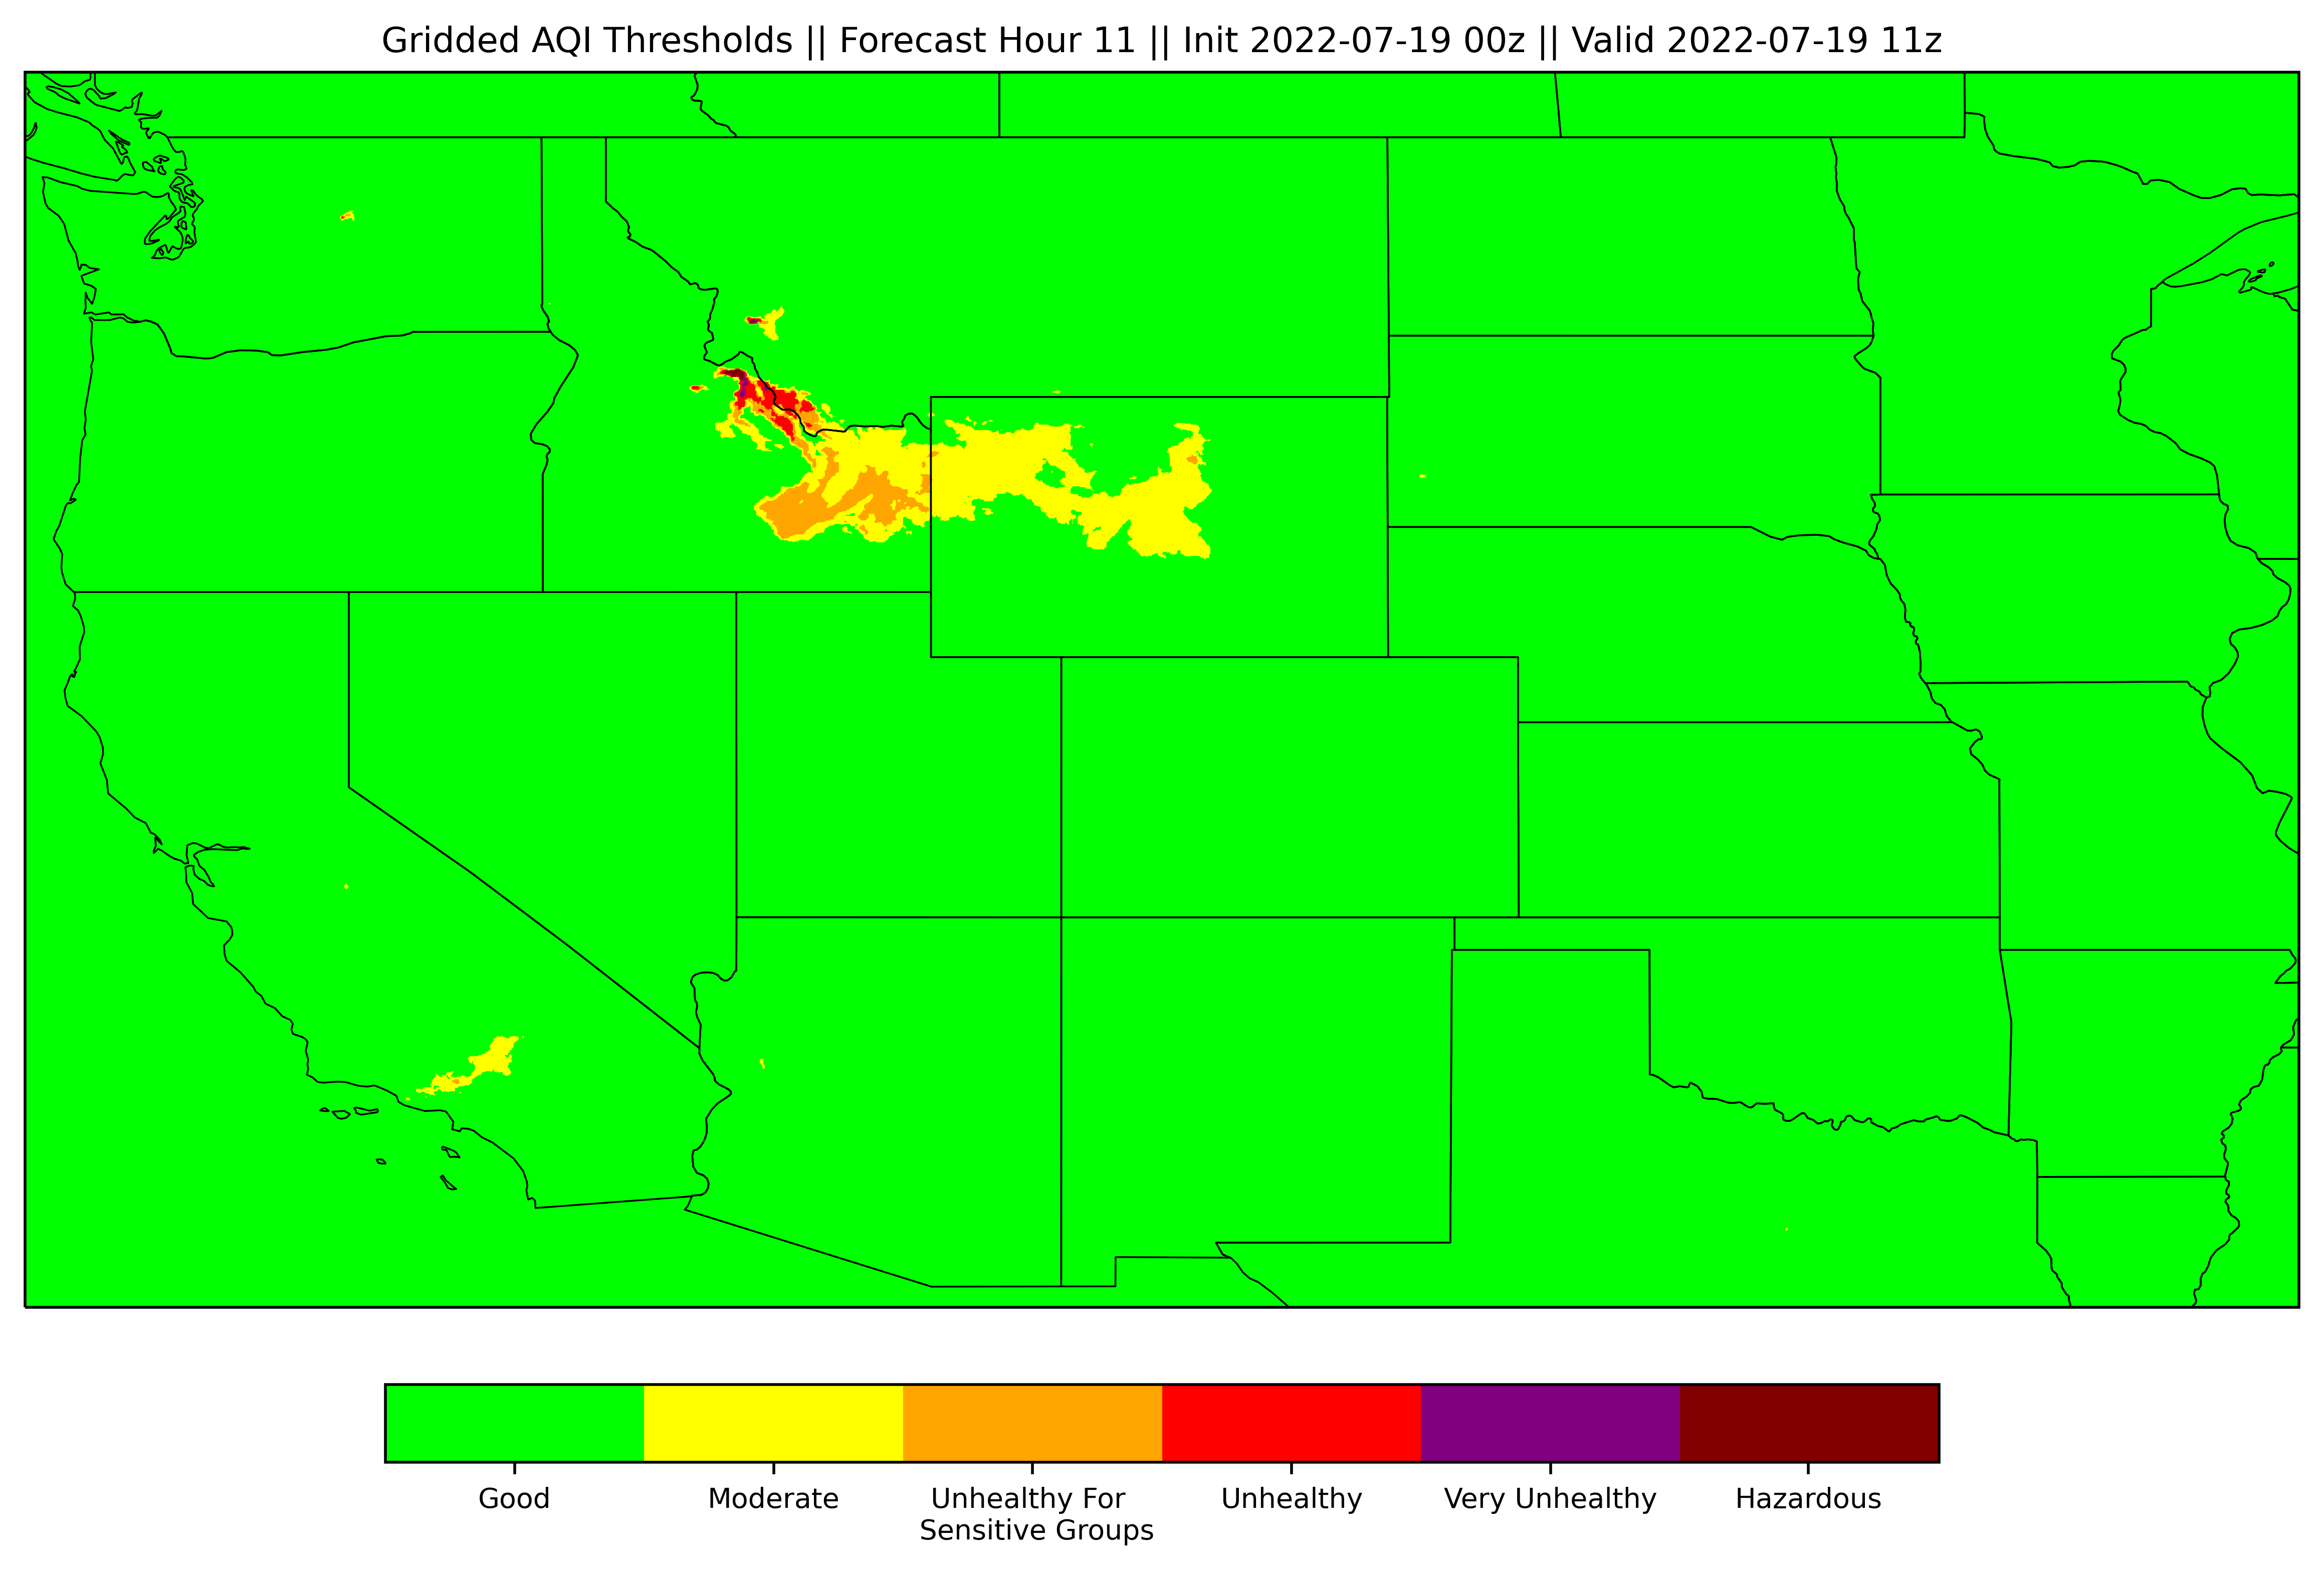 Gridded AQI Thresholds || Forecast Hour 11 || Init 2022-07-19 00z || Valid 2022-07-19 11z
Good
Moderate
Unhealthy For
Sensitive Groups
Unhealthy
Very Unhealthy
Hazardous